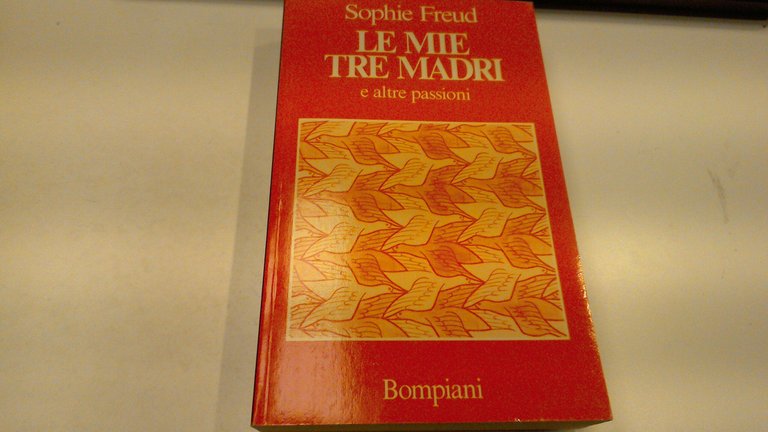 Sophie Freud
LE MIE
TRE MADRI
e altre passioni
Bompiani